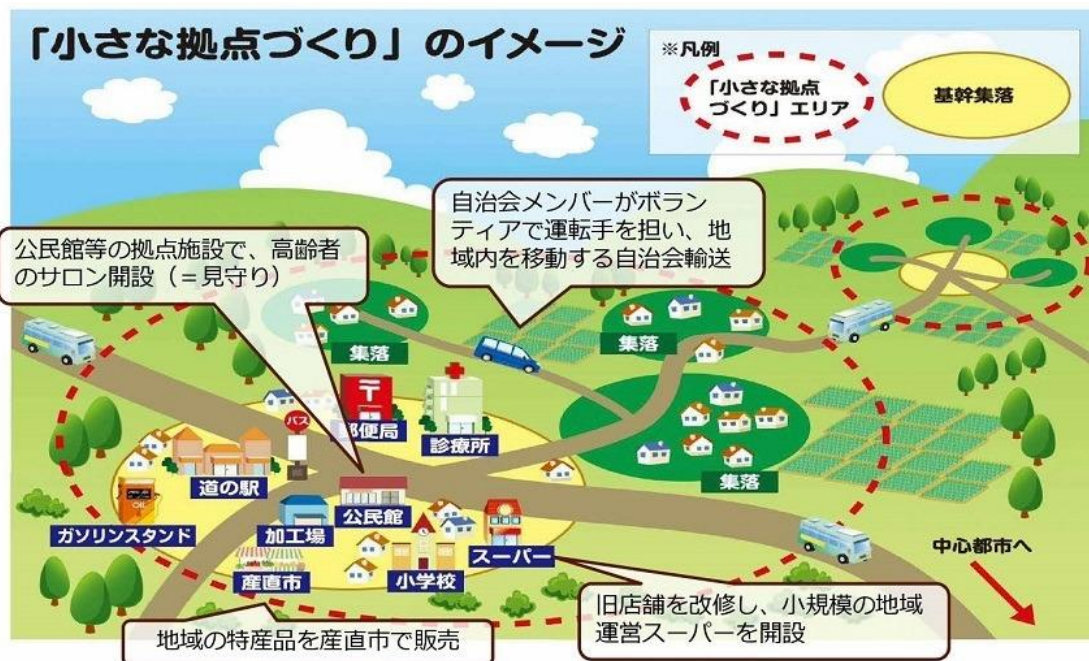 「小さな拠点づくり」のイメージ
※凡例
「小さな拠点
づくり」エリア
基幹集落
自治会メンバーがボラン
ティアで運転手を担い、地
域内を移動する自治会輸送
公民館等の拠点施設で、高齢者
のサロン開設（＝見守り）
集落
集落
集落
〒
郵便局
診療所
バス
道の駅
OIL
ガソリンスタンド
加工場
公民館
産直市
小学校
スーパー
中心都市へ
地域の特産品を産直市で販売
旧店舗を改修し、小規模の地域
運営スーパーを開設